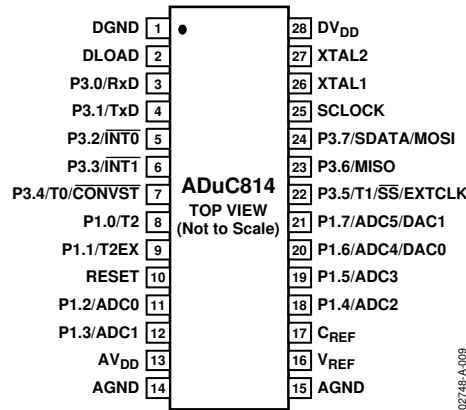 DGND 1 28 DVDD
DLOAD 2 27 XTAL2
P3.0/RxD 3 26 XTAL1
P3.1/TxD 4 25 SCLOCK
P3.2/I̅N̅T̅0̅ 5 24 P3.7/SDATA/MOSI
P3.3/I̅N̅T̅1̅ 6 23 P3.6/MISO
P3.4/T0/C̅O̅N̅V̅S̅T̅ 7 ADuC814 22 P3.5/T1/S̅S̅/EXTCLK
TOP VIEW
(Not to Scale)
P1.0/T2 8 21 P1.7/ADC5/DAC1
P1.1/T2EX 9 20 P1.6/ADC4/DAC0
RESET 10 19 P1.5/ADC3
P1.2/ADC0 11 18 P1.4/ADC2
P1.3/ADC1 12 17 CREF
AVDD 13 16 VREF
AGND 14 15 AGND
02748-A-009